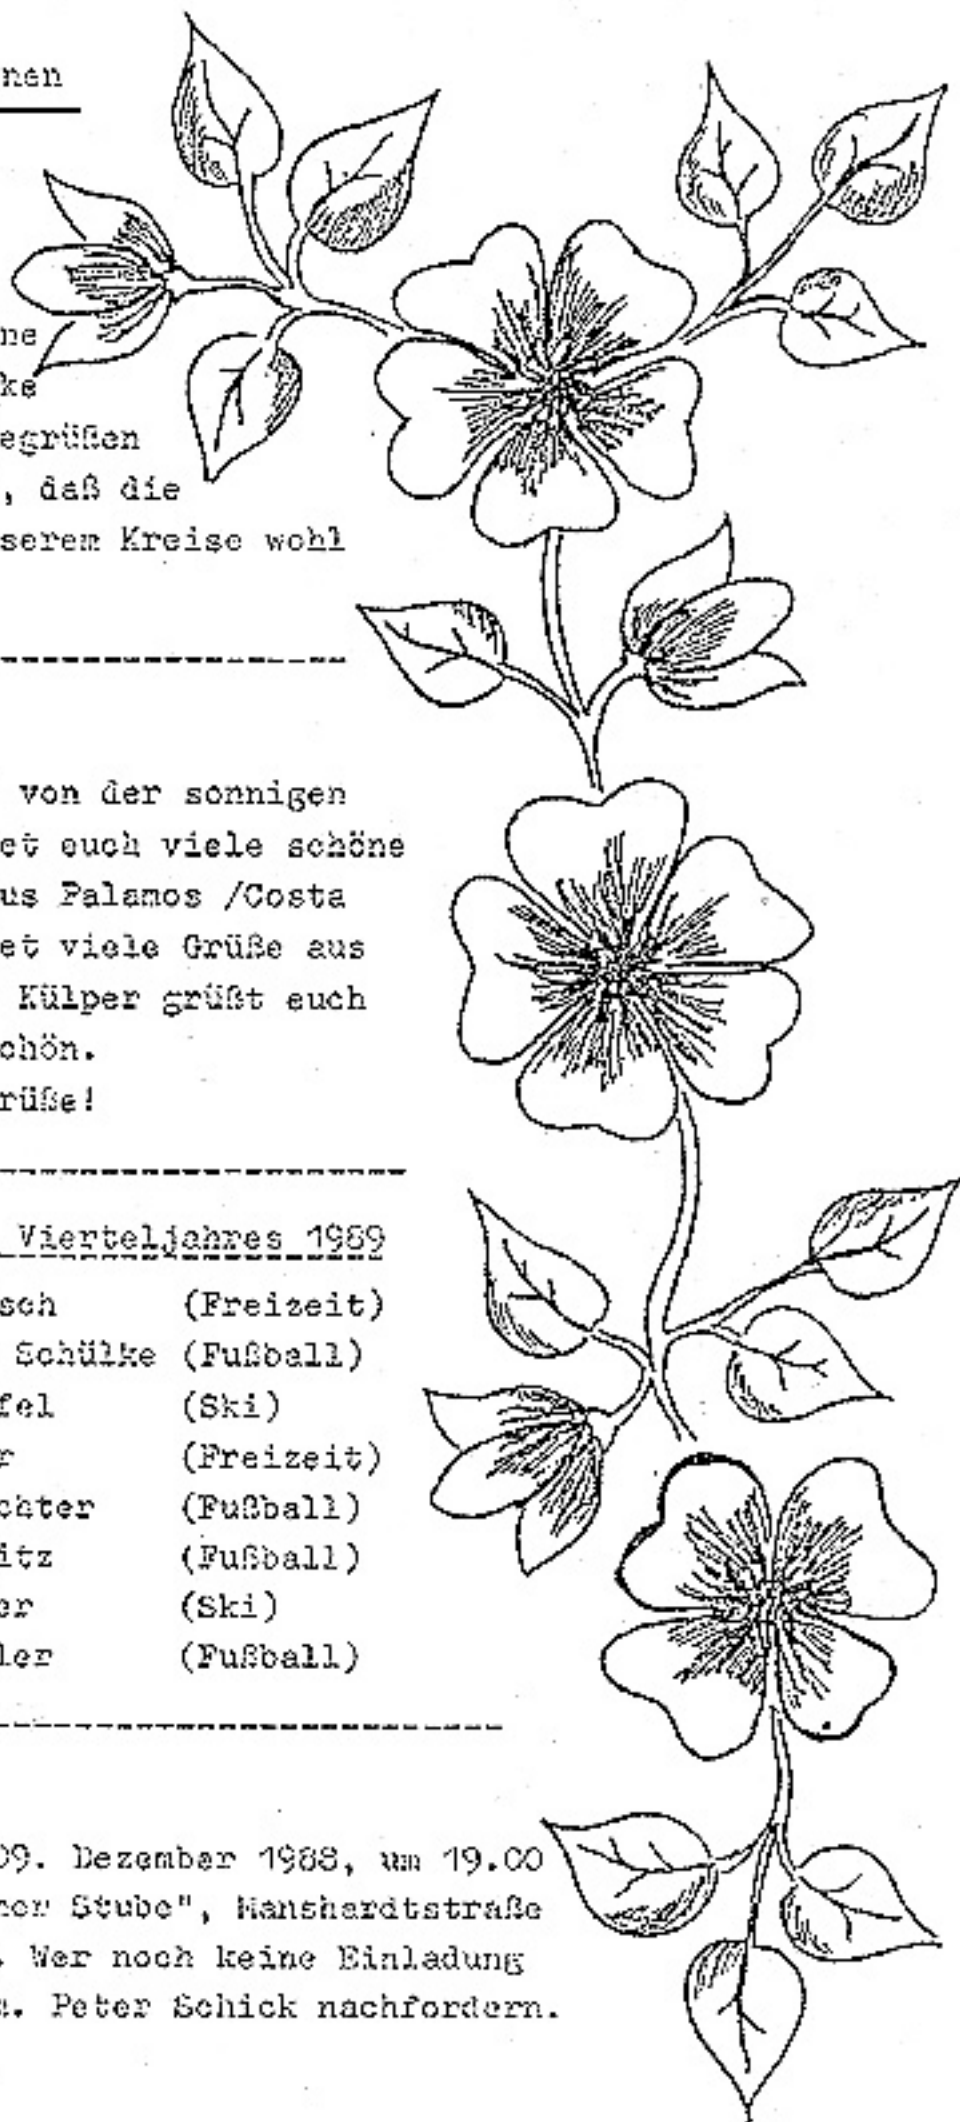 nen
ne
ke
egrüßen
, daß die
serem Kreise wohl
von der sonnigen
et euch viele schöne
us Palamos /Costa
et viele Grüße aus
Külper grüßt euch
chön.
rüße!
Vierteljahres 1989
sch (Freizeit)
Schülke (Fußball)
fel (Ski)
r (Freizeit)
chter (Fußball)
itz (Fußball)
er (Ski)
ler (Fußball)
09. Dezember 1988, um 19.00
her Stube", Manshardtstraße
. Wer noch keine Einladung
. Peter Schick nachfordern.